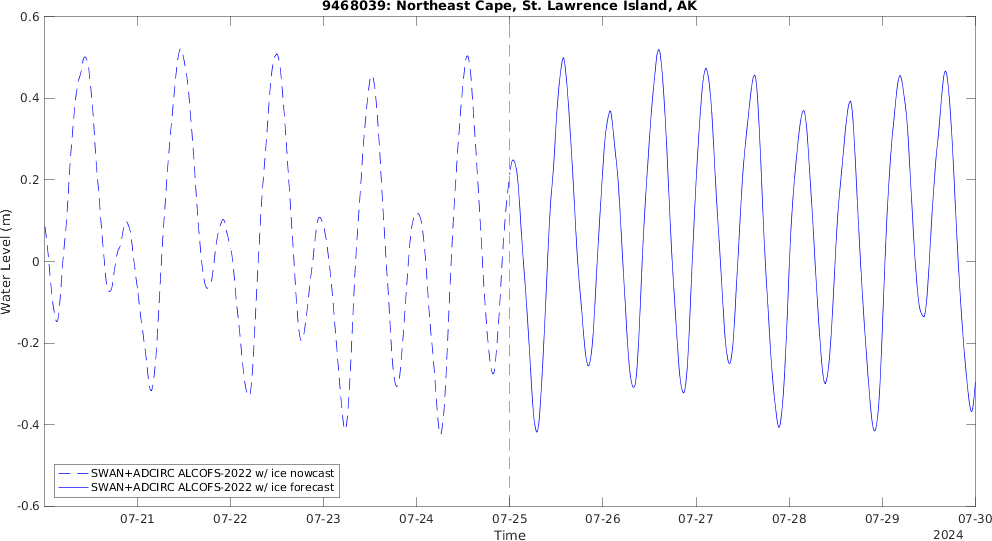 9468039: Northeast Cape, St. Lawrence Island, AK
0.6
0.4
0.2
0
-0.2
-0.4
-0.6
Water Level (m)
SWAN+ADCIRC ALCOFS-2022 w/ ice nowcast
SWAN+ADCIRC ALCOFS-2022 w/ ice forecast
07-21 07-22 07-23 07-24 07-25 07-26 07-27 07-28 07-29 07-30
Time
2024